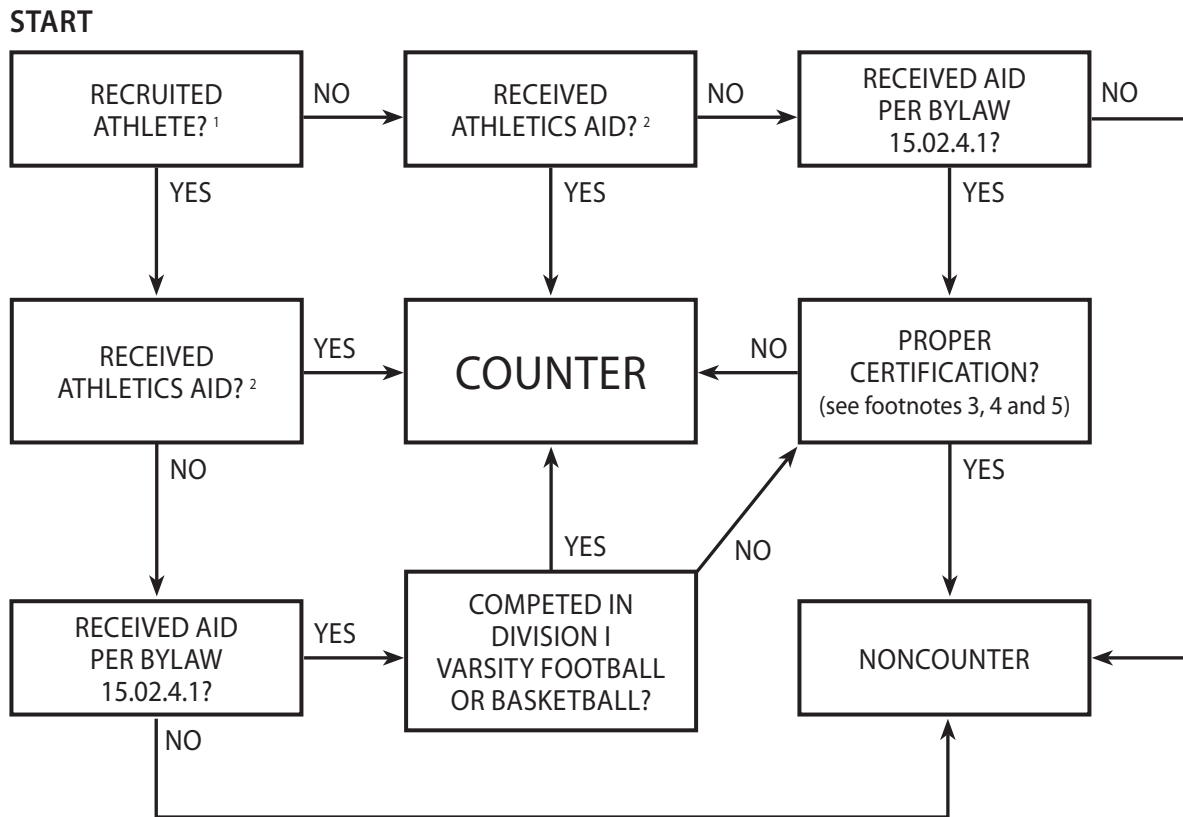 START
RECRUITED
ATHLETE? 1
NO
RECEIVED
ATHLETICS AID? 2
NO
RECEIVED AID
PER BYLAW
15.02.4.1?
NO
YES
YES
YES
RECEIVED
ATHLETICS AID? 2
YES
COUNTER
NO
PROPER
CERTIFICATION?
(see footnotes 3, 4 and 5)
NO
YES
NO
YES
RECEIVED AID
PER BYLAW
15.02.4.1?
YES
COMPETED IN
DIVISION I
VARSITY FOOTBALL
OR BASKETBALL?
NONCOUNTER
NO